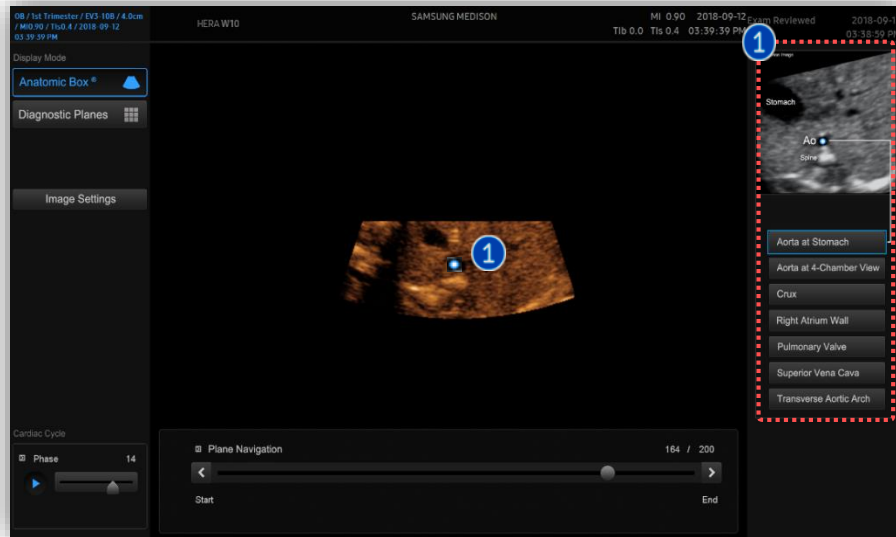 OB / 1st Trimester / EV3-10B / 4.0cm
/ MI0.90 / TIs0.4 / 2018-09-12
03:39:39 PM
HERA W10
SAMSUNG MEDISON
MI 0.90 2018-09-12
TIb 0.0 TIs 0.4 03:39:39 PM
Exam Reviewed 2018-09-1
03:38:59 PM
1
Display Mode
Anatomic Box ®
Diagnostic Planes
Image Settings
1
Image
Stomach
Ao
Spine
Aorta at Stomach
Aorta at 4-Chamber View
Crux
Right Atrium Wall
Pulmonary Valve
Superior Vena Cava
Transverse Aortic Arch
Cardiac Cycle
Phase 14
Plane Navigation 164 / 200
Start End